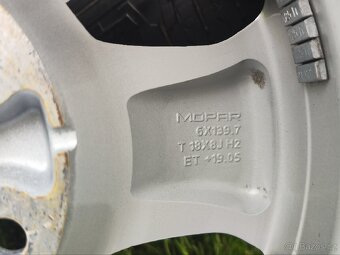 MOPAR
6X139.7
T 18X8J H2
ET +19.05